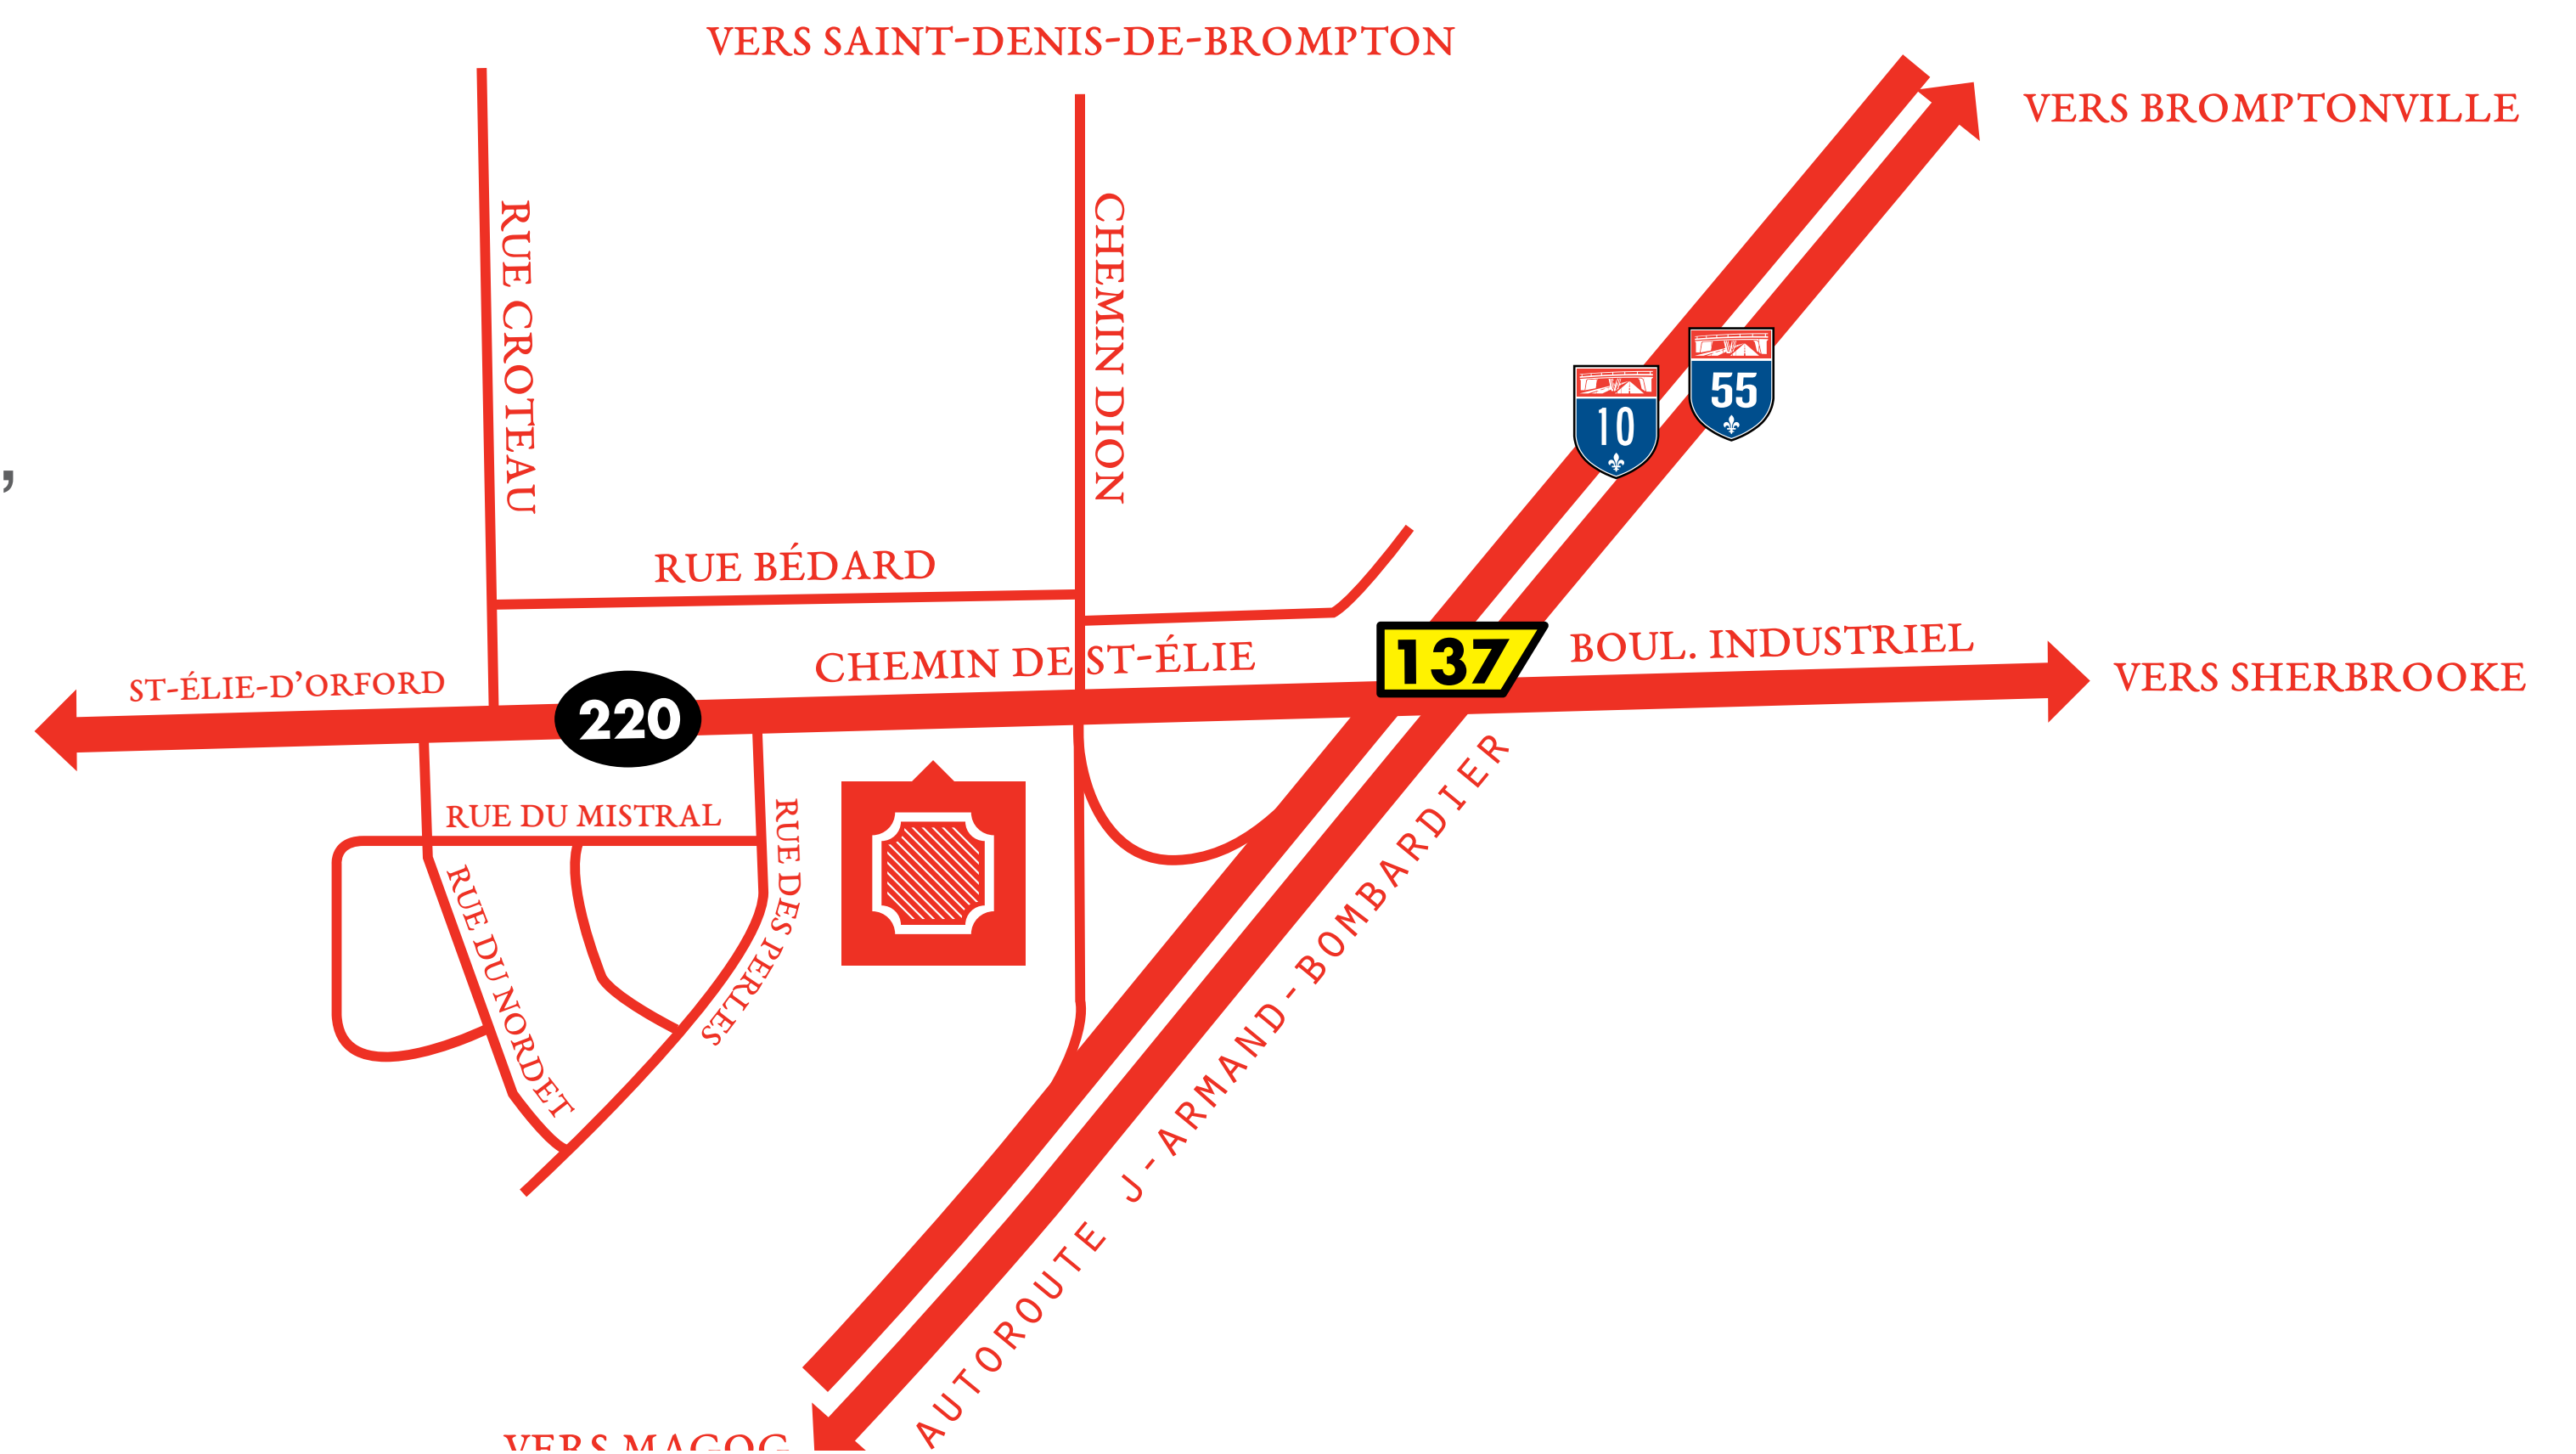 VERS SAINT-DENIS-DE-BROMPTON
VERS BROMPTONVILLE
RUE CROTEAU
CHEMIN DION
55
10
,
RUE BÉDARD
CHEMIN DE ST-ÉLIE
137
BOUL. INDUSTRIEL
ST-ÉLIE-D’ORFORD
220
VERS SHERBROOKE
RUE DU MISTRAL
RUE DES PERLES
RUE DU NORDET
AUTOROUTE J-ARMAND-BOMBARDIER
VERS MAGOG